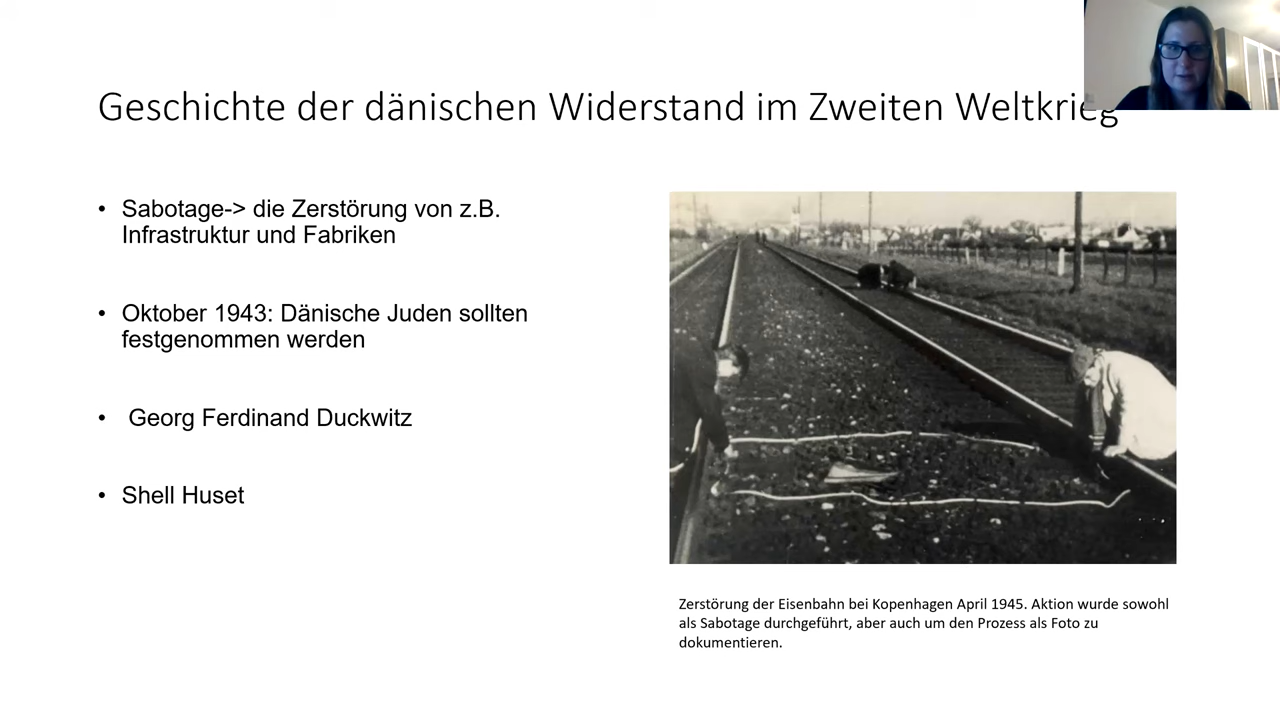 Geschichte der dänischen Widerstand im Zweiten Weltkrieg
• Sabotage-> die Zerstörung von z.B.
Infrastruktur und Fabriken
• Oktober 1943: Dänische Juden sollten
festgenommen werden
• Georg Ferdinand Duckwitz
• Shell Huset
Zerstörung der Eisenbahn bei Kopenhagen April 1945. Aktion wurde sowohl
als Sabotage durchgeführt, aber auch um den Prozess als Foto zu
dokumentieren.